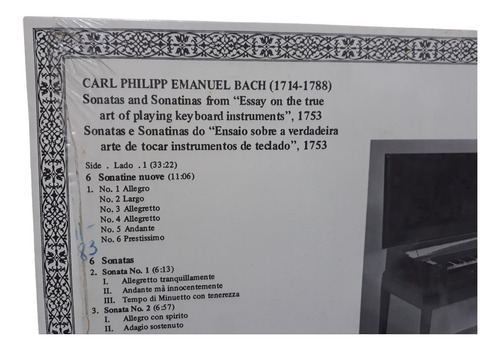 CARL PHILIPP EMANUEL BACH (1714-1788)
Sonatas and Sonatinas from “Essay on the true
art of playing keyboard instruments”, 1753
Sonatas e Sonatinas do “Ensaio sobre a verdadeira
arte de tocar instrumentos de teclado”, 1753
Side . Lado . 1 (33:22)
6 Sonatine nuove (11:06)
1. No. 1 Allegro
No. 2 Largo
No. 3 Allegretto
No. 4 Allegretto
No. 5 Andante
No. 6 Prestissimo
83
6 Sonatas
2. Sonata No. 1 (6:13)
I. Allegretto tranquillamente
II. Andante mà innocentemente
III. Tempo di Minuetto con tenerezza
3. Sonata No. 2 (6:57)
I. Allegro con spirito
II. Adagio sostenuto